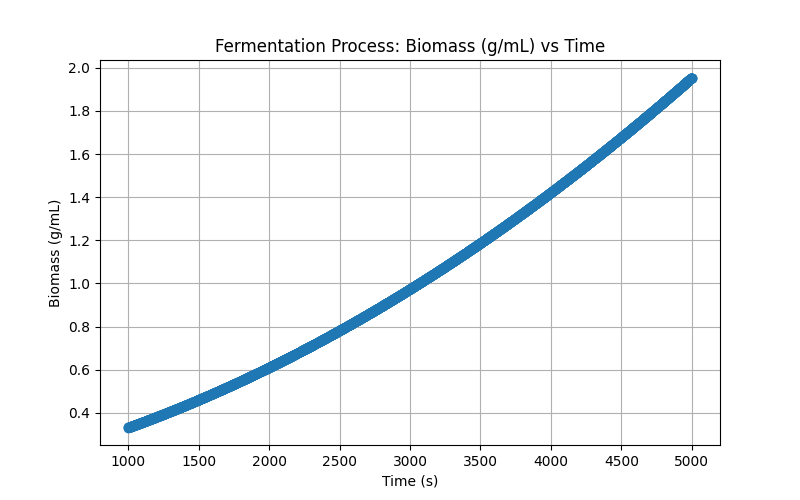 Fermentation Process: Biomass (g/mL) vs Time
Biomass (g/mL)
2.0
1.8
1.6
1.4
1.2
1.0
0.8
0.6
0.4
1000 1500 2000 2500 3000 3500 4000 4500 5000
Time (s)